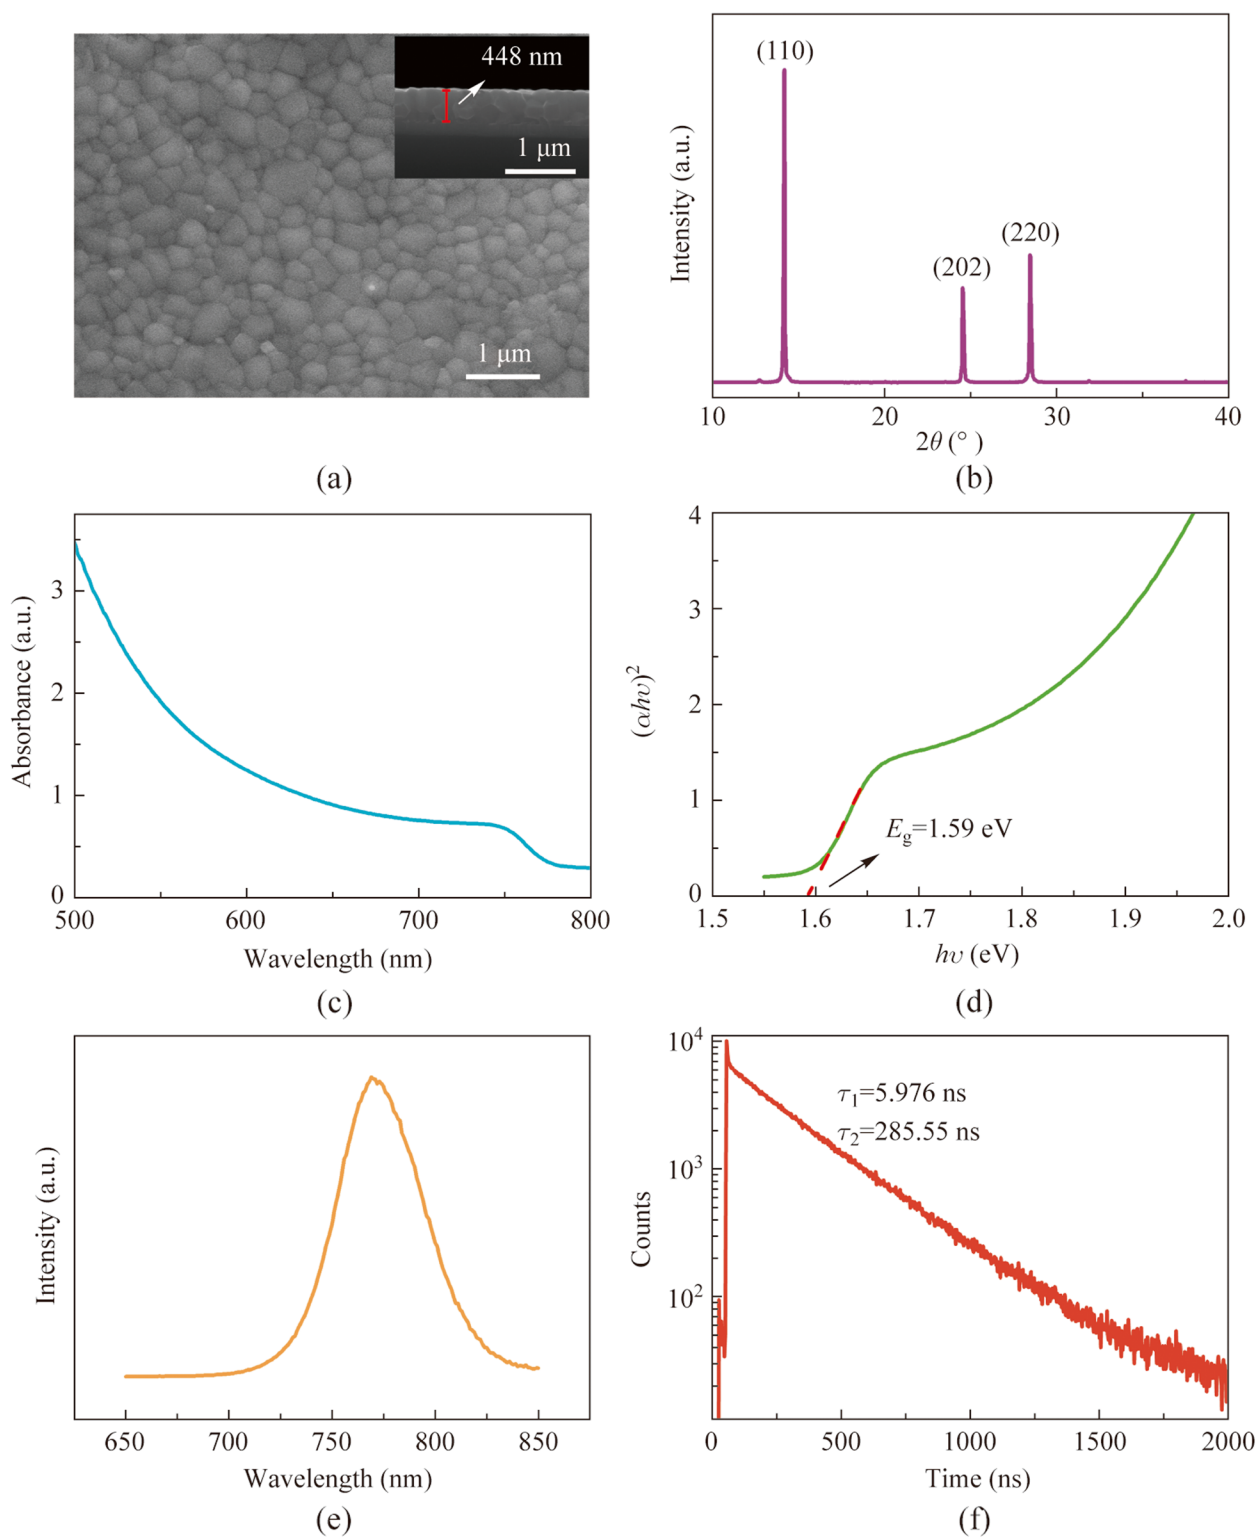 448 nm
1 μm
1 μm
(a)
Intensity (a.u.)
(110)
(202)
(220)
10
20
30
40
2θ (° )
(b)
Absorbance (a.u.)
3
2
1
0
500
600
700
800
Wavelength (nm)
(c)
(αhυ)²
4
3
2
1
0
E_g=1.59 eV
1.5
1.6
1.7
1.8
1.9
2.0
hυ (eV)
(d)
Intensity (a.u.)
650
700
750
800
850
Wavelength (nm)
(e)
Counts
10⁴
10³
10²
τ₁=5.976 ns
τ₂=285.55 ns
0
500
1000
1500
2000
Time (ns)
(f)